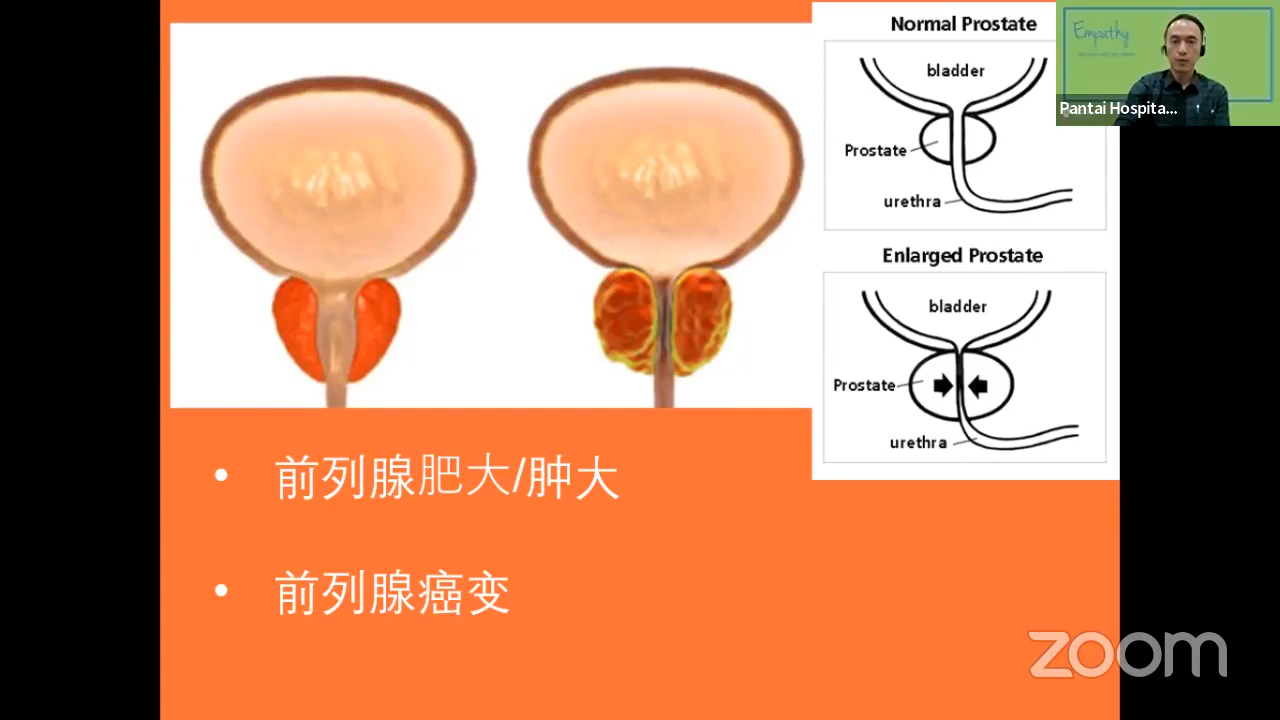 Normal Prostate
bladder
Prostate
urethra
Enlarged Prostate
bladder
Prostate
urethra
Empathy
Pantai Hospita...
• 前列腺肥大/肿大
• 前列腺癌变
zoom